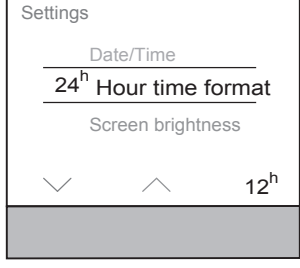 Settings
Date/Time
24h Hour time format
Screen brightness
12h